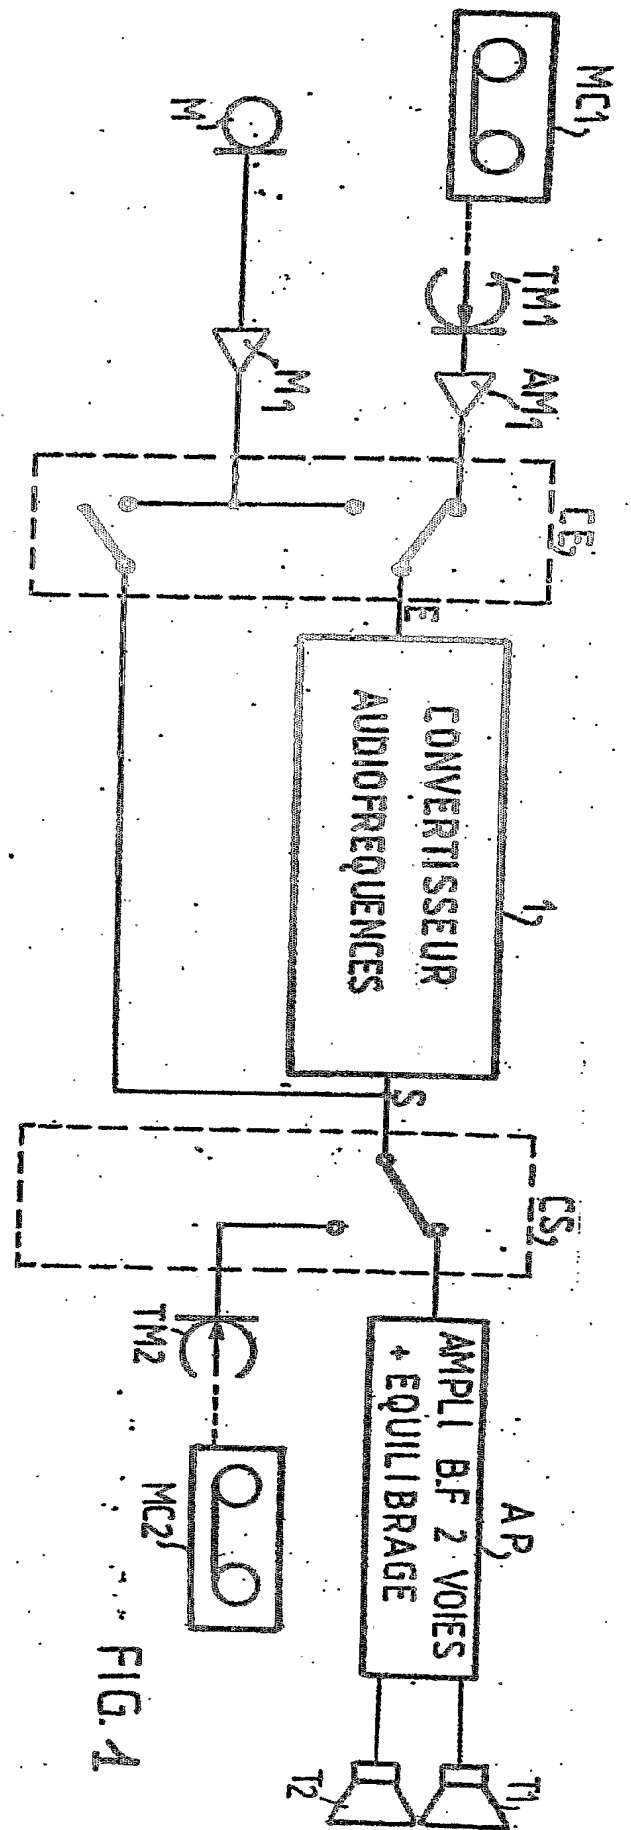 MC1
TM1
AM1
M
M1
CE
E
1
CONVERTISSEUR
AUDIOFREQUENCES
S
CS
TM2
MC2
AP
AMPLI B.F 2 VOIES
+ EQUILIBRAGE
T1
T2
FIG.1